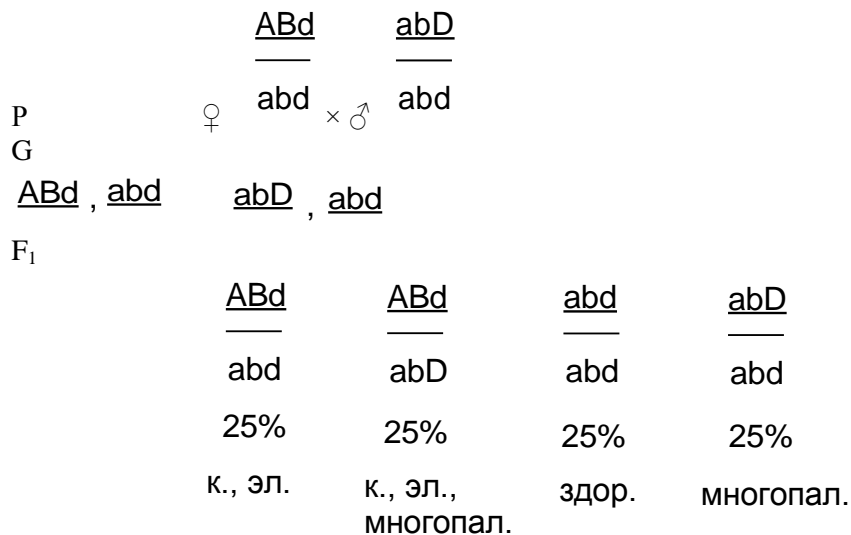 ABd abD
abd abd
P ♀ × ♂
G
ABd , abd abD , abd
F₁
ABd ABd abd abD
abd abD abd abd
25% 25% 25% 25%
к., эл. к., эл., здор. многопал.
многопал.